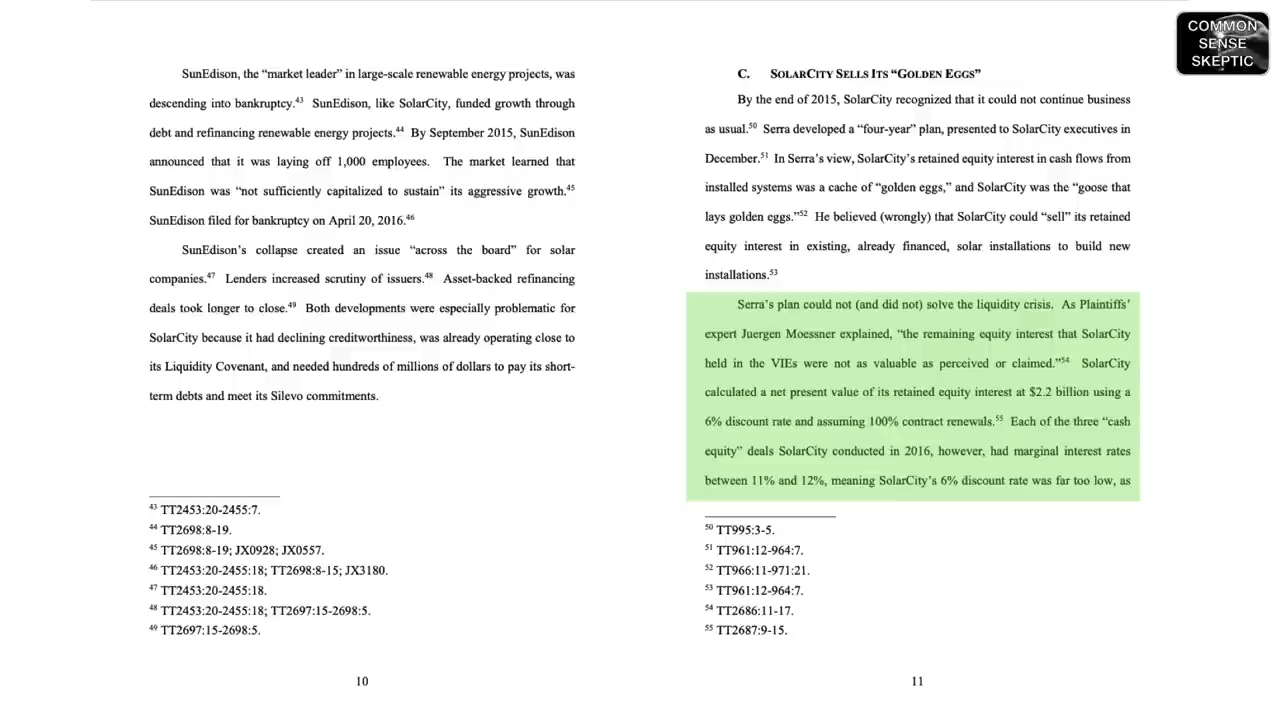 COMMON
SENSE
SKEPTIC
SunEdison, the “market leader” in large-scale renewable energy projects, was
descending into bankruptcy.43 SunEdison, like SolarCity, funded growth through
debt and refinancing renewable energy projects.44 By September 2015, SunEdison
announced that it was laying off 1,000 employees. The market learned that
SunEdison was “not sufficiently capitalized to sustain” its aggressive growth.45
SunEdison filed for bankruptcy on April 20, 2016.46
SunEdison’s collapse created an issue “across the board” for solar
companies.47 Lenders increased scrutiny of issuers.48 Asset-backed refinancing
deals took longer to close.49 Both developments were especially problematic for
SolarCity because it had declining creditworthiness, was already operating close to
its Liquidity Covenant, and needed hundreds of millions of dollars to pay its short-
term debts and meet its Silevo commitments.
43 TT2453:20-2455:7.
44 TT2698:8-19.
45 TT2698:8-19; JX0928; JX0557.
46 TT2453:20-2455:18; TT2698:8-15; JX3180.
47 TT2453:20-2455:18.
48 TT2453:20-2455:18; TT2697:15-2698:5.
49 TT2697:15-2698:5.
10
C. SOLARCITY SELLS ITS “GOLDEN EGGS”
By the end of 2015, SolarCity recognized that it could not continue business
as usual.50 Serra developed a “four-year” plan, presented to SolarCity executives in
December.51 In Serra’s view, SolarCity’s retained equity interest in cash flows from
installed systems was a cache of “golden eggs,” and SolarCity was the “goose that
lays golden eggs.”52 He believed (wrongly) that SolarCity could “sell” its retained
equity interest in existing, already financed, solar installations to build new
installations.53
Serra’s plan could not (and did not) solve the liquidity crisis. As Plaintiffs’
expert Juergen Moessner explained, “the remaining equity interest that SolarCity
held in the VIEs were not as valuable as perceived or claimed.”54 SolarCity
calculated a net present value of its retained equity interest at $2.2 billion using a
6% discount rate and assuming 100% contract renewals.55 Each of the three “cash
equity” deals SolarCity conducted in 2016, however, had marginal interest rates
between 11% and 12%, meaning SolarCity’s 6% discount rate was far too low, as
50 TT995:3-5.
51 TT961:12-964:7.
52 TT966:11-971:21.
53 TT961:12-964:7.
54 TT2686:11-17.
55 TT2687:9-15.
11